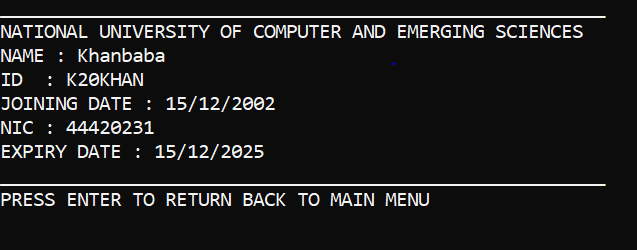 NATIONAL UNIVERSITY OF COMPUTER AND EMERGING SCIENCES
NAME : Khanbaba
ID  : K20KHAN
JOINING DATE : 15/12/2002
NIC : 44420231
EXPIRY DATE : 15/12/2025
PRESS ENTER TO RETURN BACK TO MAIN MENU